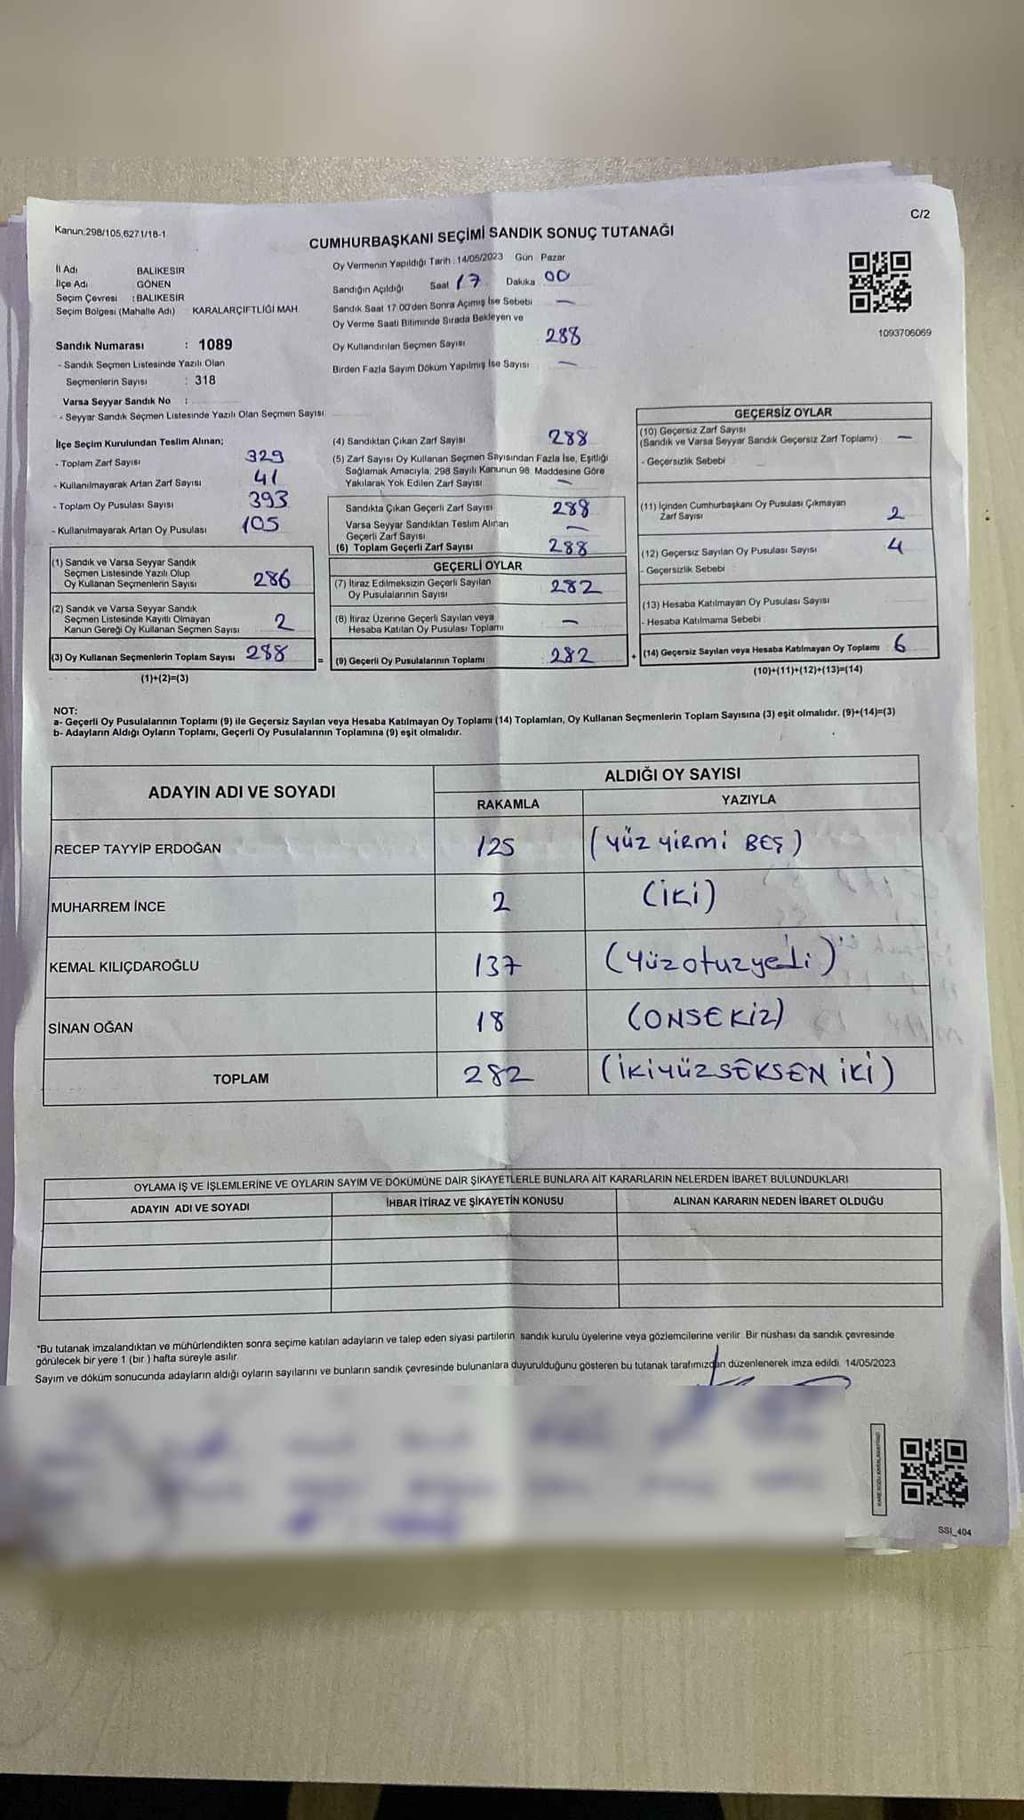 Kanun:298/105,6271/18-1
C/2
CUMHURBAŞKANI SEÇİMİ SANDIK SONUÇ TUTANAĞI
İl Adı BALIKESİR
İlçe Adı GÖNEN
Seçim Çevresi : BALIKESİR
Seçim Bölgesi (Mahalle Adı) KARALARÇİFTLİĞİ MAH
Sandık Numarası : 1089
- Sandık Seçmen Listesinde Yazılı Olan
Seçmenlerin Sayısı : 318
Varsa Seyyar Sandık No :
- Seyyar Sandık Seçmen Listesinde Yazılı Olan Seçmen Sayısı
Oy Vermenin Yapıldığı Tarih : 14/05/2023 Gün Pazar
Sandığın Açıldığı Saat 17 Dakika 00
Sandık Saat 17:00'den Sonra Açımış İse Sebebi —
Oy Verme Saati Bitiminde Sırada Bekleyen ve
Oy Kullandırılan Seçmen Sayısı 288
Birden Fazla Sayım Döküm Yapılmış İse Sayısı —
1093706069
İlçe Seçim Kurulundan Teslim Alınan;
- Toplam Zarf Sayısı 329
- Kullanılmayarak Artan Zarf Sayısı 41
- Toplam Oy Pusulası Sayısı 393
- Kullanılmayarak Artan Oy Pusulası 105
(1) Sandık ve Varsa Seyyar Sandık
Seçmen Listesinde Yazılı Olup
Oy Kullanan Seçmenlerin Sayısı 286
(2) Sandık ve Varsa Seyyar Sandık
Seçmen Listesinde Kayıtlı Olmayan
Kanun Gereği Oy Kullanan Seçmen Sayısı 2
(3) Oy Kullanan Seçmenlerin Toplam Sayısı 288
(1)+(2)=(3)
(4) Sandıktan Çıkan Zarf Sayısı 288
(5) Zarf Sayısı Oy Kullanan Seçmen Sayısından Fazla İse, Eşitliği
Sağlamak Amacıyla; 298 Sayılı Kanunun 98. Maddesine Göre
Yakılarak Yok Edilen Zarf Sayısı —
Sandıkta Çıkan Geçerli Zarf Sayısı 288
Varsa Seyyar Sandıktan Teslim Alınan
Geçerli Zarf Sayısı —
(6) Toplam Geçerli Zarf Sayısı 288
GEÇERLİ OYLAR
(7) İtiraz Edilmeksizin Geçerli Sayılan
Oy Pusulalarının Sayısı 282
(8) İtiraz Üzerine Geçerli Sayılan veya
Hesaba Katılan Oy Pusulası Toplamı —
= (9) Geçerli Oy Pusulalarının Toplamı 282
GEÇERSİZ OYLAR
(10) Geçersiz Zarf Sayısı
(Sandık ve Varsa Seyyar Sandık Geçersiz Zarf Toplamı) —
- Geçersizlik Sebebi
(11) İçinden Cumhurbaşkanı Oy Pusulası Çıkmayan
Zarf Sayısı 2
(12) Geçersiz Sayılan Oy Pusulası Sayısı 4
- Geçersizlik Sebebi
(13) Hesaba Katılmayan Oy Pusulası Sayısı
- Hesaba Katılmama Sebebi
+ (14) Geçersiz Sayılan veya Hesaba Katılmayan Oy Toplamı 6
(10)+(11)+(12)+(13)=(14)
NOT:
a- Geçerli Oy Pusulalarının Toplamı (9) ile Geçersiz Sayılan veya Hesaba Katılmayan Oy Toplamı (14) Toplamları, Oy Kullanan Seçmenlerin Toplam Sayısına (3) eşit olmalıdır. (9)+(14)=(3)
b- Adayların Aldığı Oyların Toplamı, Geçerli Oy Pusulalarının Toplamına (9) eşit olmalıdır.
ADAYIN ADI VE SOYADI ALDIĞI OY SAYISI
RAKAMLA YAZIYLA
RECEP TAYYİP ERDOĞAN 125 (yüz yirmi BEŞ)
MUHARREM İNCE 2 (iki)
KEMAL KILIÇDAROĞLU 137 (Yüzotuzyedi)
SİNAN OĞAN 18 (ONSEKİZ)
TOPLAM 282 (İKİYÜZSEKSEN İKİ)
OYLAMA İŞ VE İŞLEMLERİNE VE OYLARIN SAYIM VE DÖKÜMÜNE DAİR ŞİKAYETLERLE BUNLARA AİT KARARLARIN NELERDEN İBARET BULUNDUKLARI
ADAYIN ADI VE SOYADI İHBAR İTİRAZ VE ŞİKAYETİN KONUSU ALINAN KARARIN NEDEN İBARET OLDUĞU
*Bu tutanak imzalandıktan ve mühürlendikten sonra seçime katılan adayların ve talep eden siyasi partilerin sandık kurulu üyelerine veya gözlemcilerine verilir. Bir nüshası da sandık çevresinde
görülecek bir yere 1 (bir ) hafta süreyle asılır.
Sayım ve döküm sonucunda adayların aldığı oyların sayılarını ve bunların sandık çevresinde bulunanlara duyurulduğunu gösteren bu tutanak tarafımızdan düzenlenerek imza edildi. 14/05/2023
SSI_404